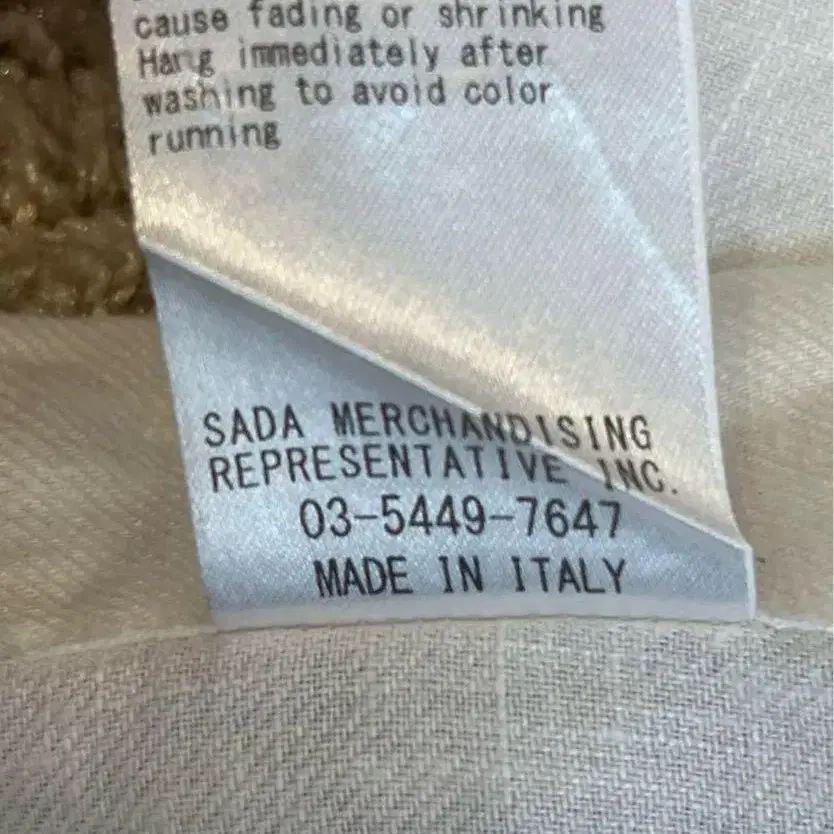 cause fading or shrinking
Hang immediately after
washing to avoid color
running
SADA MERCHANDISING
REPRESENTATIVE INC.
03-5449-7647
MADE IN ITALY